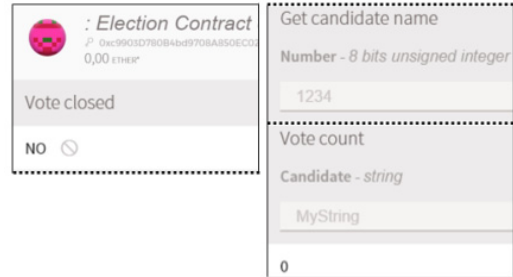 : Election Contract
0xc9903D780B4bd9708A850EC02
0,00 ETHER*
Vote closed
NO
Get candidate name
Number - 8 bits unsigned integer
1234
Vote count
Candidate - string
MyString
0